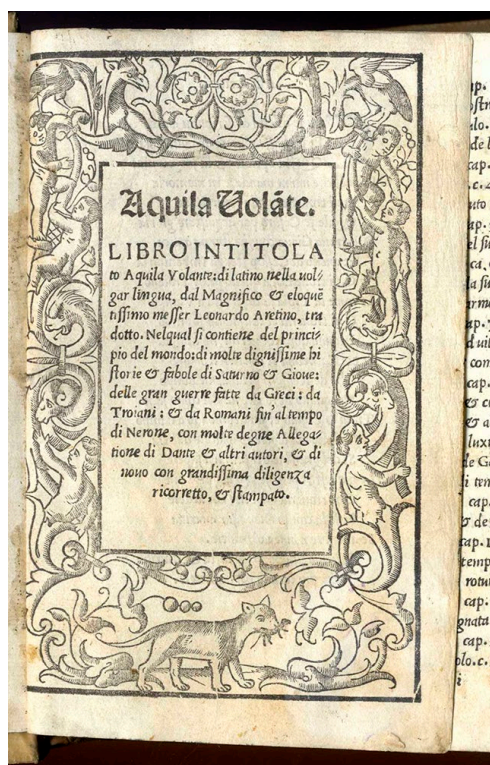 Aquila Uolãte.
LIBRO INTITOLA
to Aquila Volante: di latino nella uol/
gar lingua, dal Magnifico & eloquẽ
tissimo messer Leonardo Aretino, tra
dotto. Nelqual si contiene del princi/
pio del mondo: di molte dignissime hi
storie & fabole di Saturno & Gioue:
delle gran guerre fatte da Greci: da
Troiani: & da Romani fin'al tempo
di Nerone, con molte degne Allega/
tione di Dante & altri autori, & di
nouo con grandissima diligenza
ricorretto, & stampato.